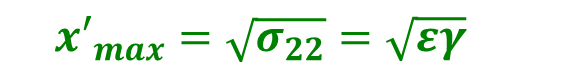 x′ₘₐₓ = √σ₂₂ = √εγ